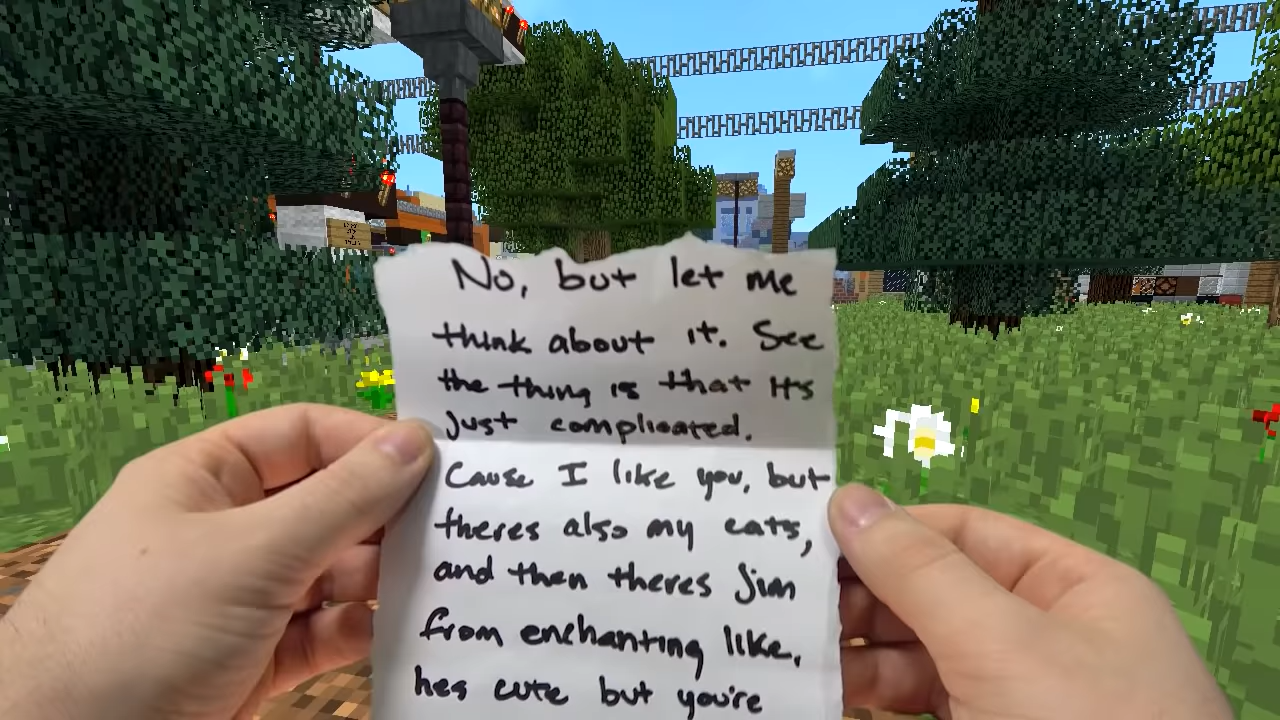 No, but let me
think about it. See
the thing is that it's
just complicated.
Cause I like you, but
theres also my cats,
and then theres Jim
from enchanting like,
hes cute but you're